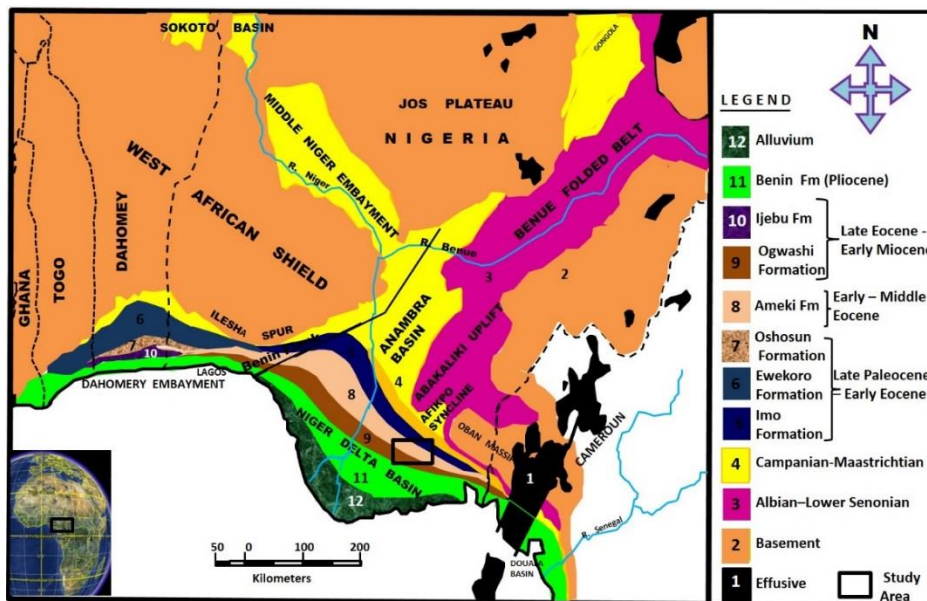 SOKOTO BASIN
GONGOLA
JOS PLATEAU
NIGERIA
MIDDLE NIGER EMBAYMENT
R. Niger
BENUE FOLDED BELT
R. Benue
WEST AFRICAN SHIELD
DAHOMEY
TOGO
GHANA
3
2
ANAMBRA BASIN
ABAKALIKI UPLIFT
ILESHA SPUR
6
7
10
Benin
LAGOS
DAHOMERY EMBAYMENT
8
4
AFIKPO SYNCLINE
9
OBAN MASSIF
CAMEROUN
NIGER DELTA BASIN
11
12
1
R. Senegal
DOUALA BASIN
50 0 100 200
Kilometers
N
LEGEND
12 Alluvium
11 Benin Fm (Pliocene)
10 Ijebu Fm
9 Ogwashi Formation
Late Eocene -
Early Miocene
8 Ameki Fm
Early – Middle
Eocene
7 Oshosun Formation
6 Ewekoro Formation
Imo Formation
Late Paleocene -
Early Eocene
4 Campanian-Maastrichtian
3 Albian–Lower Senonian
2 Basement
1 Effusive
Study Area